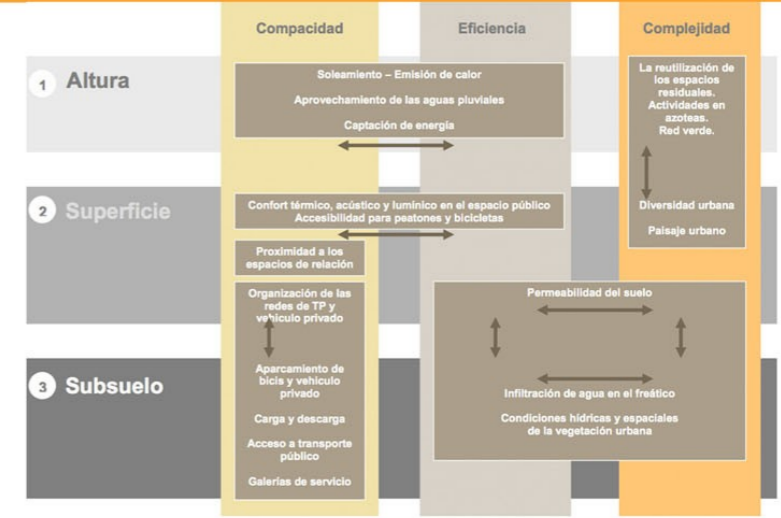 Compacidad
Eficiencia
Complejidad
1 Altura
Soleamiento – Emisión de calor
Aprovechamiento de las aguas pluviales
Captación de energía
La reutilización de
los espacios
residuales.
Actividades en
azoteas.
Red verde.
Diversidad urbana
Paisaje urbano
2 Superficie
Confort térmico, acústico y lumínico en el espacio público
Accesibilidad para peatones y bicicletas
Proximidad a los
espacios de relación
Organización de las
redes de TP y
vehiculo privado
Permeabilidad del suelo
3 Subsuelo
Aparcamiento de
bicis y vehiculo
privado
Carga y descarga
Acceso a transporte
público
Galerías de servicio
Infiltración de agua en el freático
Condiciones hídricas y espaciales
de la vegetación urbana